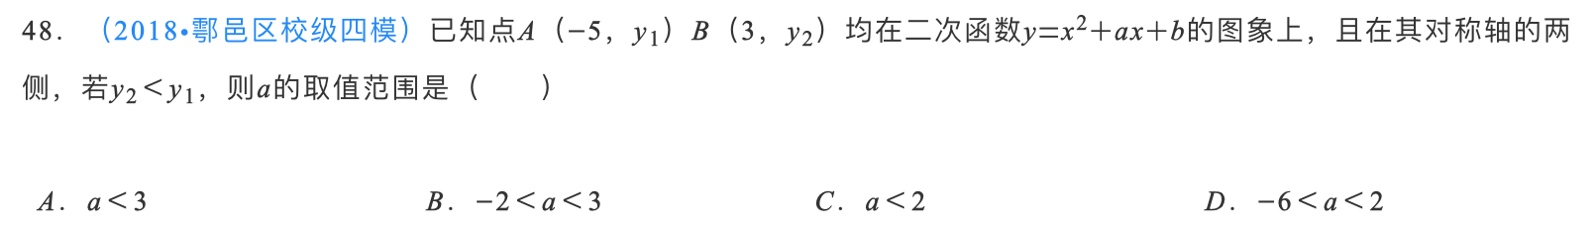 48. （2018•鄠邑区校级四模）已知点A（−5，y₁）B（3，y₂）均在二次函数y=x²+ax+b的图象上，且在其对称轴的两
侧，若y₂<y₁，则a的取值范围是（　　）
A. a<3　　B. −2<a<3　　C. a<2　　D. −6<a<2